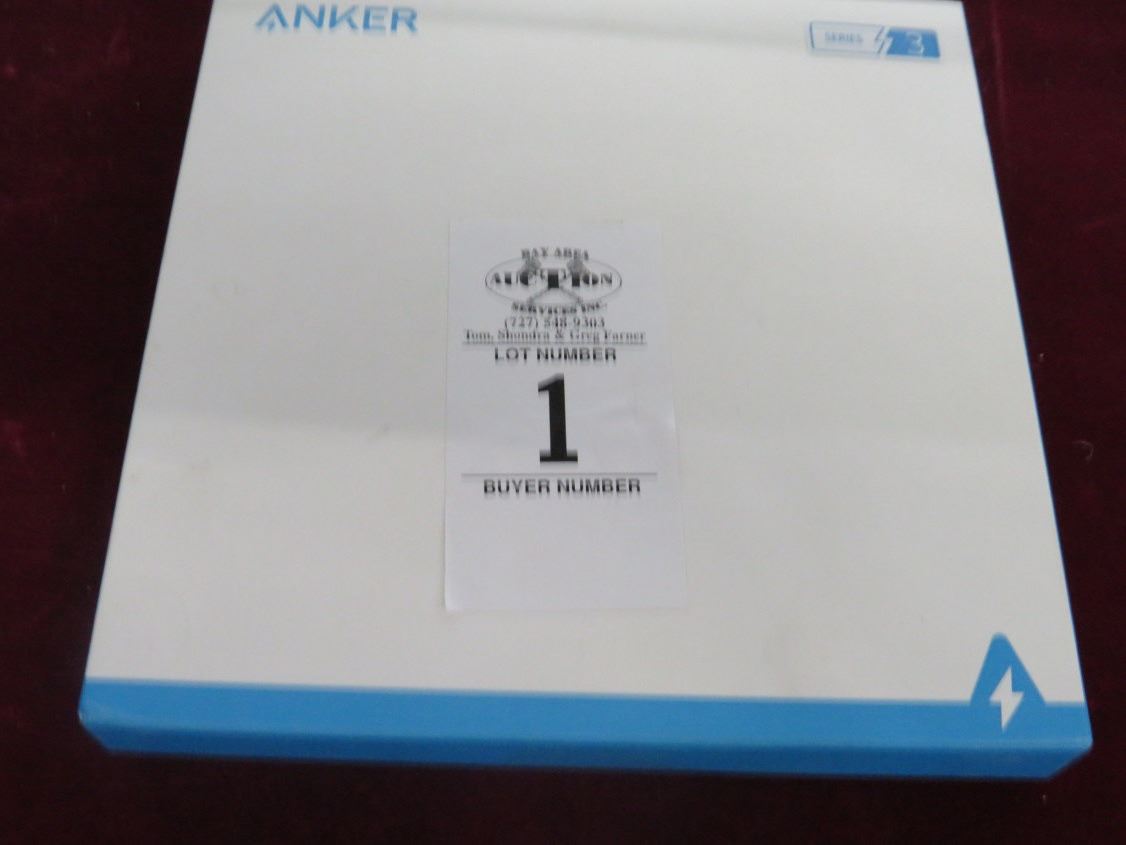 ANKER
SERIES 3
BAY AREA
AUCTION
SERVICES INC.
(727) 548-9303
Tom, Shondra & Greg Farner
LOT NUMBER
1
BUYER NUMBER